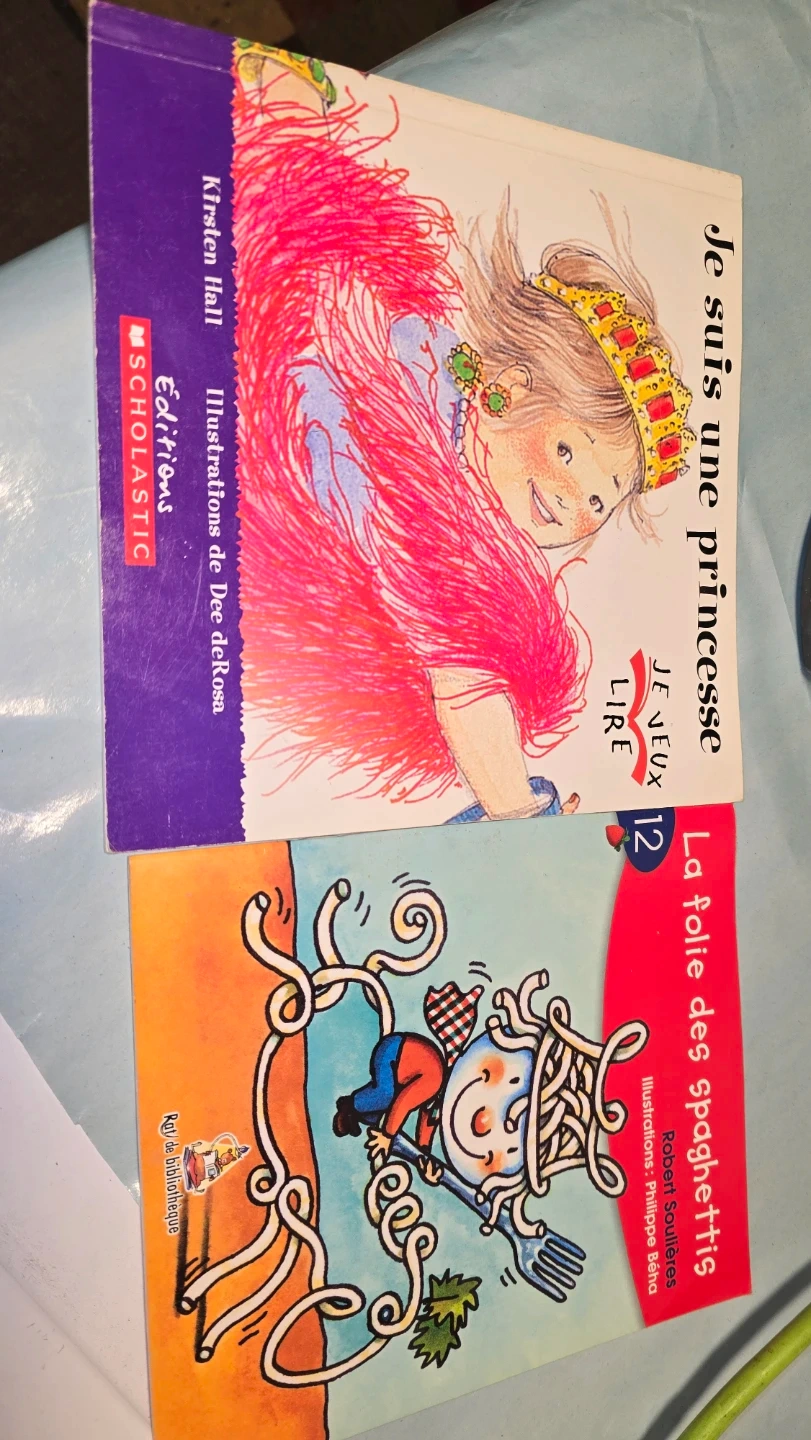 Je suis une princesse
JE VEUX
LIRE
Kirsten Hall Illustrations de Dee deRosa
Éditions
SCHOLASTIC
La folie des spaghettis
Robert Soulières
Illustrations : Philippe Béha
12
Rat de bibliothèque